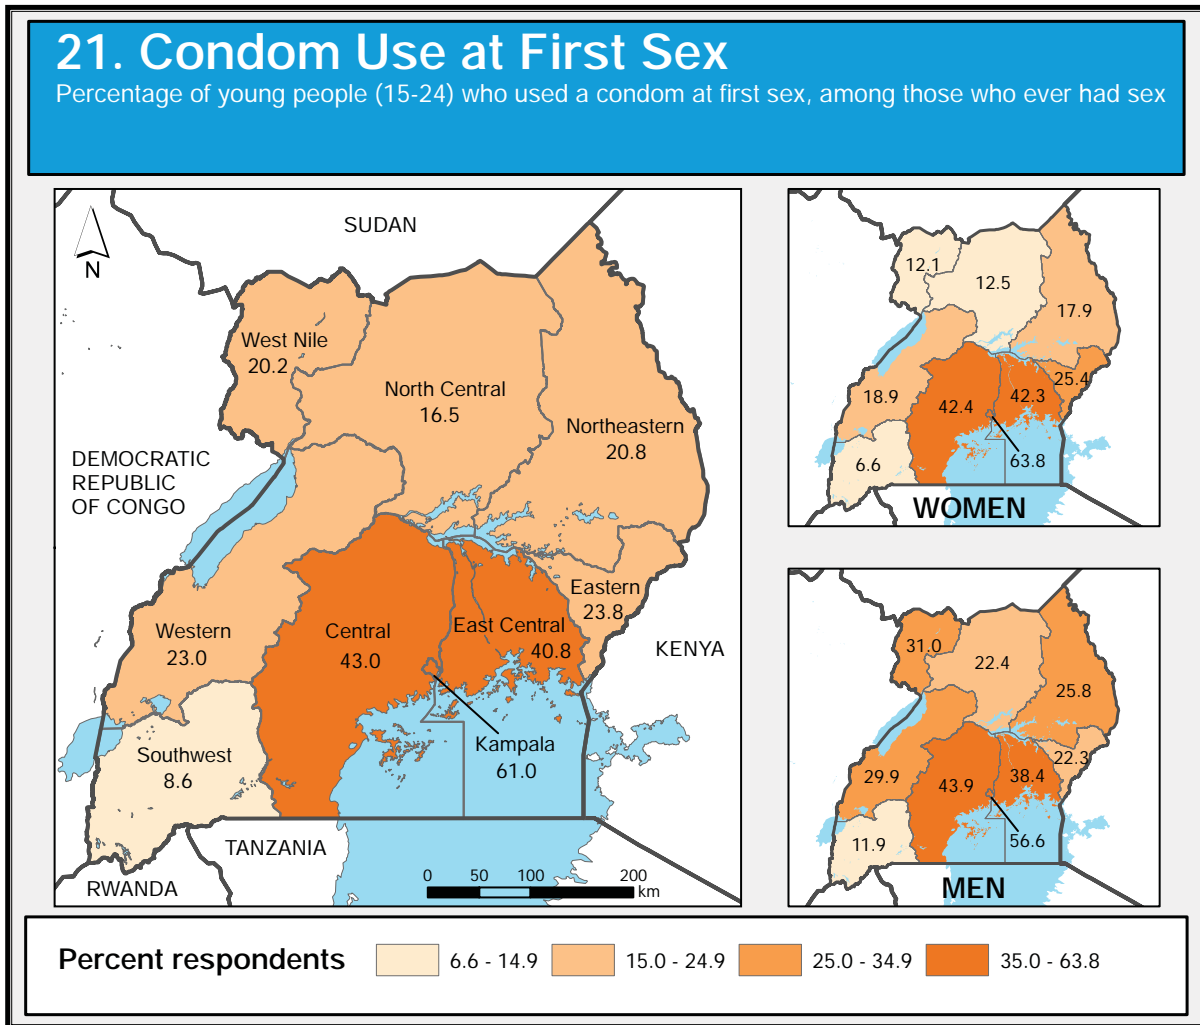 21. Condom Use at First Sex
Percentage of young people (15-24) who used a condom at first sex, among those who ever had sex
N
SUDAN
DEMOCRATIC
REPUBLIC
OF CONGO
KENYA
TANZANIA
RWANDA
West Nile
20.2
North Central
16.5
Northeastern
20.8
Eastern
23.8
East Central
40.8
Central
43.0
Western
23.0
Southwest
8.6
Kampala
61.0
0 50 100 200
km
12.1
12.5
17.9
25.4
18.9
42.4
42.3
6.6
63.8
WOMEN
31.0
22.4
25.8
22.3
29.9
43.9
38.4
11.9
56.6
MEN
Percent respondents 6.6 - 14.9 15.0 - 24.9 25.0 - 34.9 35.0 - 63.8